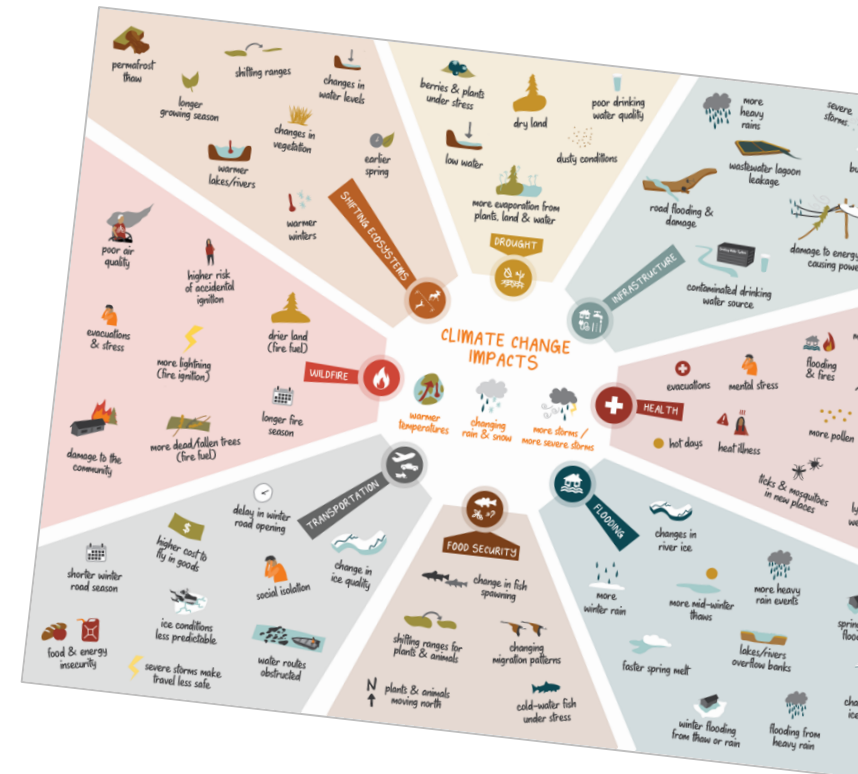 CLIMATE CHANGE
IMPACTS
warmer
temperatures
changing
rain & snow
more storms /
more severe storms
SHIFTING ECOSYSTEMS
permafrost
thaw
shifting ranges
changes in
water levels
longer
growing season
changes in
vegetation
earlier
spring
warmer
lakes/rivers
warmer
winters
DROUGHT
berries & plants
under stress
dry land
poor drinking
water quality
low water
dusty conditions
more evaporation from
plants, land & water
INFRASTRUCTURE
more
heavy
rains
severe
storms
wastewater lagoon
leakage
road flooding &
damage
damage to energy
causing
contaminated drinking
water source
HEALTH
evacuations
mental stress
flooding
& fires
hot days
heat illness
more pollen
ticks & mosquitoes
in new places
FLOODING
changes in
river ice
more
winter rain
more mid-winter
thaws
more heavy
rain events
faster spring melt
lakes/rivers
overflow banks
winter flooding
from thaw or rain
flooding from
heavy rain
FOOD SECURITY
change in fish
spawning
shifting ranges for
plants & animals
changing
migration patterns
N
plants & animals
moving north
cold-water fish
under stress
TRANSPORTATION
delay in winter
road opening
$
higher cost to
fly in goods
change in
ice quality
shorter winter
road season
social isolation
ice conditions
less predictable
food & energy
insecurity
severe storms make
travel less safe
water routes
obstructed
WILDFIRE
poor air
quality
higher risk
of accidental
ignition
evacuations
& stress
more lightning
(fire ignition)
drier land
(fire fuel)
longer fire
season
damage to the
community
more dead/fallen trees
(fire fuel)